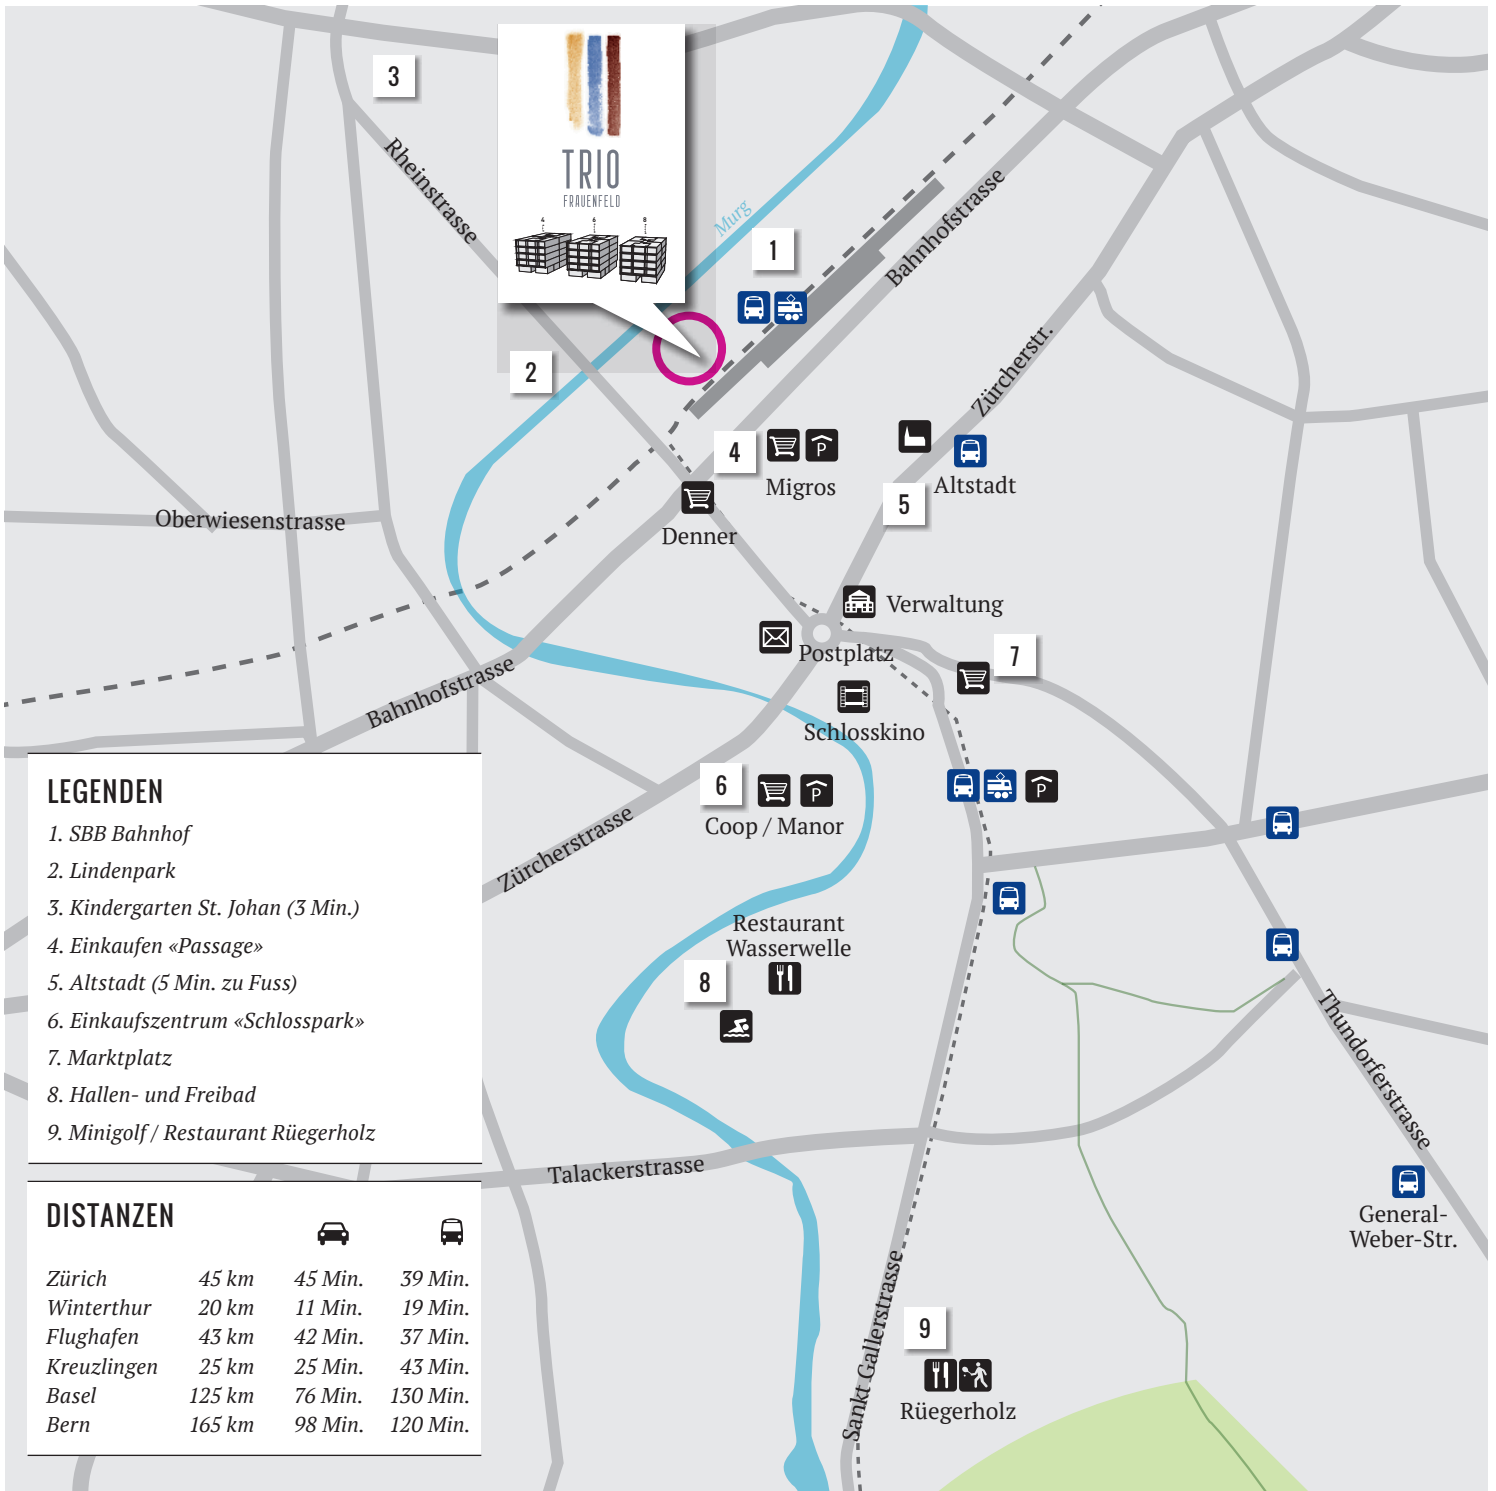 3
TRIO
FRAUENFELD
4
6
8
Rheinstrasse
Murg
1
Bahnhofstrasse
2
Zürcherstr.
4
P
Migros
Altstadt
5
Denner
Oberwiesenstrasse
Verwaltung
Postplatz
7
Schlosskino
Bahnhofstrasse
6
P
Coop / Manor
P
Zürcherstrasse
Restaurant
Wasserwelle
8
Thundorferstrasse
Talackerstrasse
General-
Weber-Str.
Sankt Gallerstrasse
9
Rüegerholz
LEGENDEN
1. SBB Bahnhof
2. Lindenpark
3. Kindergarten St. Johan (3 Min.)
4. Einkaufen «Passage»
5. Altstadt (5 Min. zu Fuss)
6. Einkaufszentrum «Schlosspark»
7. Marktplatz
8. Hallen- und Freibad
9. Minigolf / Restaurant Rüegerholz
DISTANZEN
Zürich 45 km 45 Min. 39 Min.
Winterthur 20 km 11 Min. 19 Min.
Flughafen 43 km 42 Min. 37 Min.
Kreuzlingen 25 km 25 Min. 43 Min.
Basel 125 km 76 Min. 130 Min.
Bern 165 km 98 Min. 120 Min.